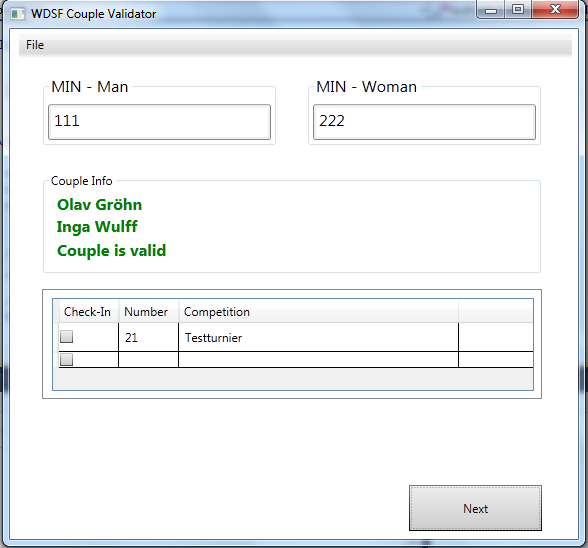 WDSF Couple Validator
File
MIN - Man
MIN - Woman
111
222
Couple Info
Olav Gröhn
Inga Wulff
Couple is valid
Check-In Number Competition
21 Testturnier
Next